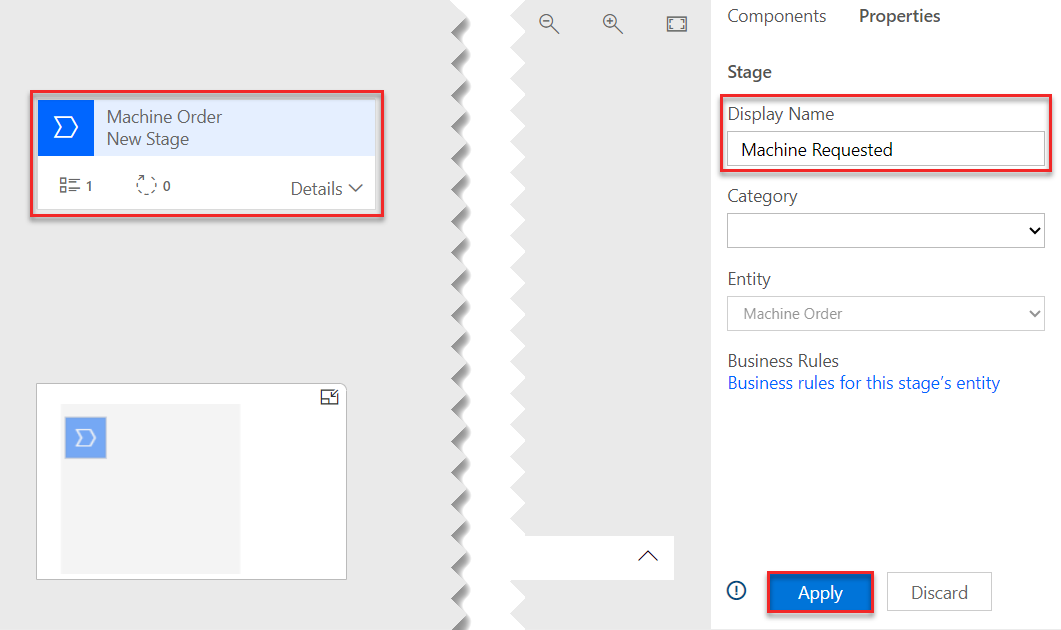 Machine Order
New Stage
1
0
Details
Components
Properties
Stage
Display Name
Machine Requested
Category
Entity
Machine Order
Business Rules
Business rules for this stage's entity
Apply
Discard